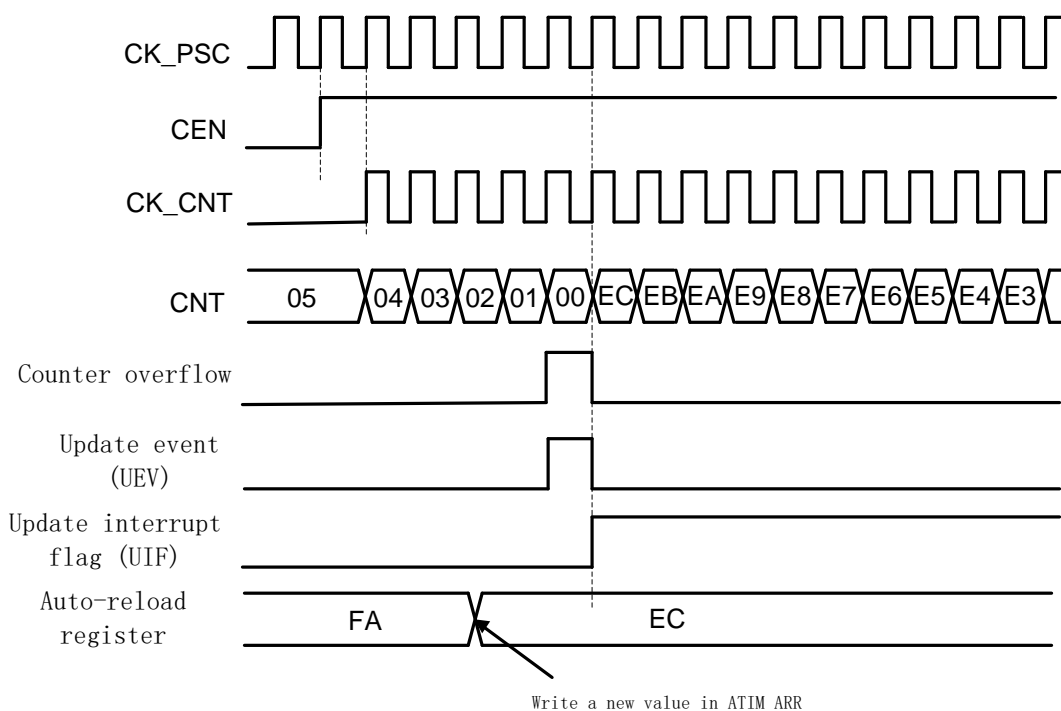 CK_PSC
CEN
CK_CNT
CNT
05 04 03 02 01 00 EC EB EA E9 E8 E7 E6 E5 E4 E3
Counter overflow
Update event
(UEV)
Update interrupt
flag (UIF)
Auto-reload
register
FA
EC
Write a new value in ATIM ARR